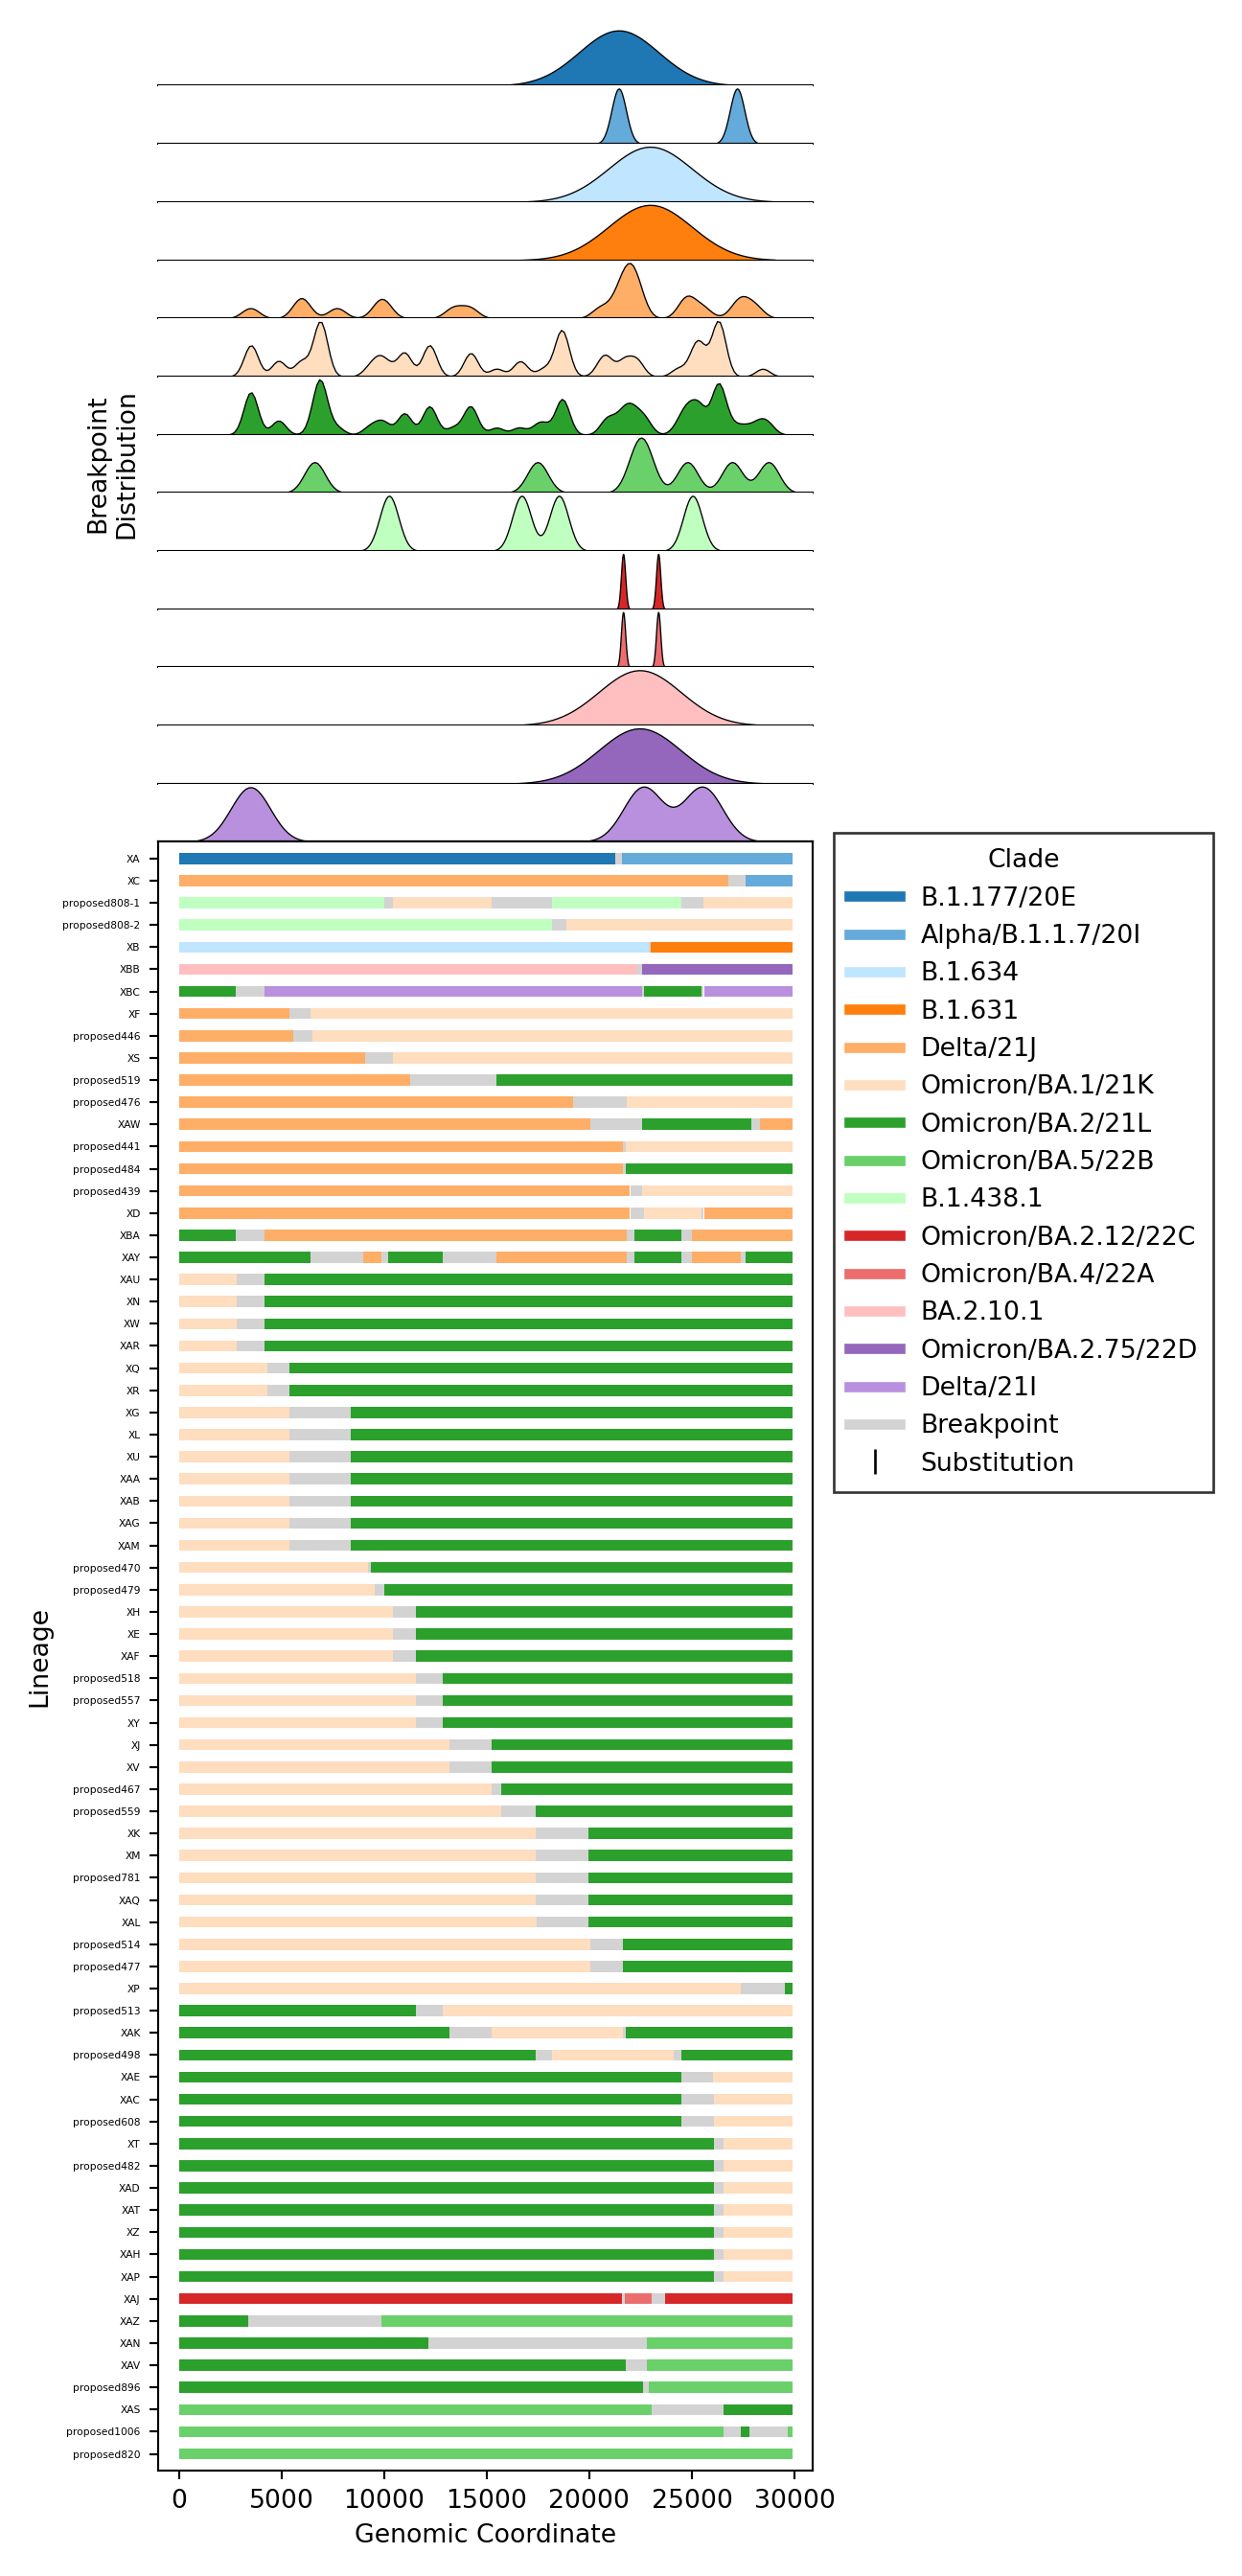 Breakpoint
Distribution
XA
XC
proposed808-1
proposed808-2
XB
XBB
XBC
XF
proposed446
XS
proposed519
proposed476
XAW
proposed441
proposed484
proposed439
XD
XBA
XAY
XAU
XN
XW
XAR
XQ
XR
XG
XL
XU
XAA
XAB
XAG
XAM
proposed470
proposed479
XH
XE
XAF
proposed518
proposed557
XY
XJ
XV
proposed467
proposed559
XK
XM
proposed781
XAQ
XAL
proposed514
proposed477
XP
proposed513
XAK
proposed498
XAE
XAC
proposed608
XT
proposed482
XAD
XAT
XZ
XAH
XAP
XAJ
XAZ
XAN
XAV
proposed896
XAS
proposed1006
proposed820
Lineage
0 5000 10000 15000 20000 25000 30000
Genomic Coordinate
Clade
B.1.177/20E
Alpha/B.1.1.7/20I
B.1.634
B.1.631
Delta/21J
Omicron/BA.1/21K
Omicron/BA.2/21L
Omicron/BA.5/22B
B.1.438.1
Omicron/BA.2.12/22C
Omicron/BA.4/22A
BA.2.10.1
Omicron/BA.2.75/22D
Delta/21I
Breakpoint
Substitution